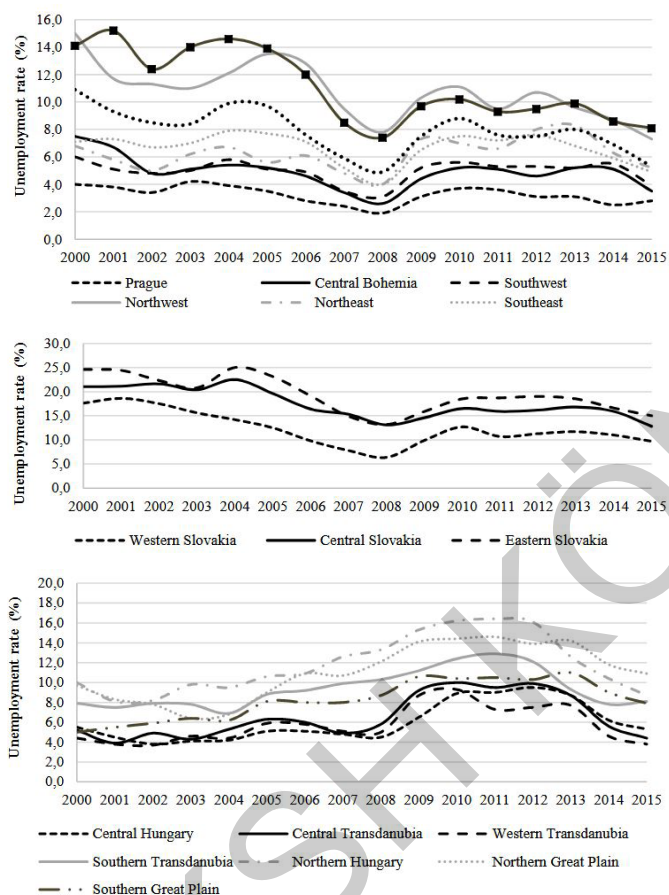 Unemployment rate (%)
16,0
14,0
12,0
10,0
8,0
6,0
4,0
2,0
0,0
2000 2001 2002 2003 2004 2005 2006 2007 2008 2009 2010 2011 2012 2013 2014 2015
Prague Central Bohemia Southwest
Northwest Northeast Southeast
Unemployment rate (%)
30,0
25,0
20,0
15,0
10,0
5,0
0,0
2000 2001 2002 2003 2004 2005 2006 2007 2008 2009 2010 2011 2012 2013 2014 2015
Western Slovakia Central Slovakia Eastern Slovakia
Unemployment rate (%)
20,0
18,0
16,0
14,0
12,0
10,0
8,0
6,0
4,0
2,0
0,0
2000 2001 2002 2003 2004 2005 2006 2007 2008 2009 2010 2011 2012 2013 2014 2015
Central Hungary Central Transdanubia Western Transdanubia
Southern Transdanubia Northern Hungary Northern Great Plain
Southern Great Plain
SHKÖ